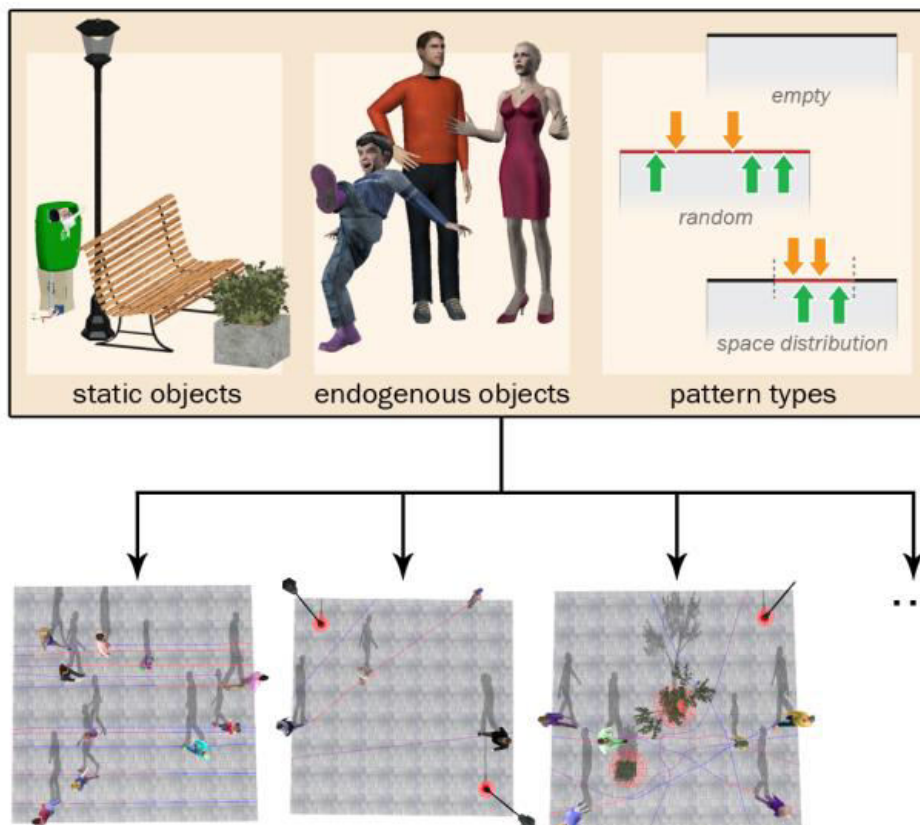 empty
random
space distribution
static objects
endogenous objects
pattern types
..